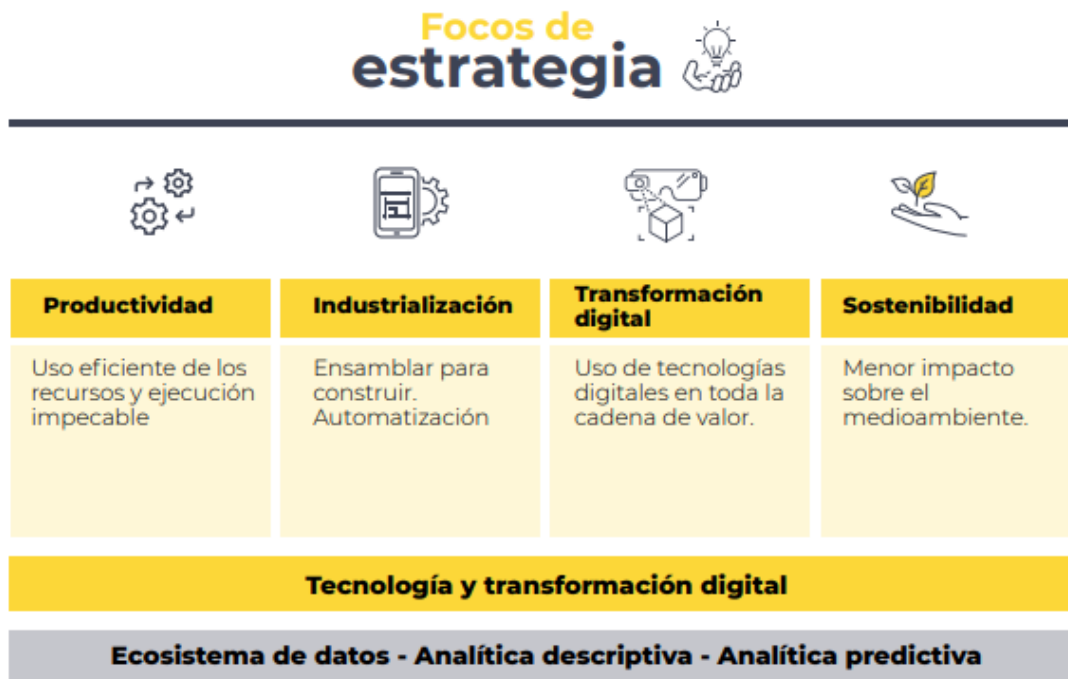 Focos de
estrategia
Productividad
Uso eficiente de los
recursos y ejecución
impecable
Industrialización
Ensamblar para
construir.
Automatización
Transformación
digital
Uso de tecnologías
digitales en toda la
cadena de valor.
Sostenibilidad
Menor impacto
sobre el
medioambiente.
Tecnología y transformación digital
Ecosistema de datos - Analítica descriptiva - Analítica predictiva